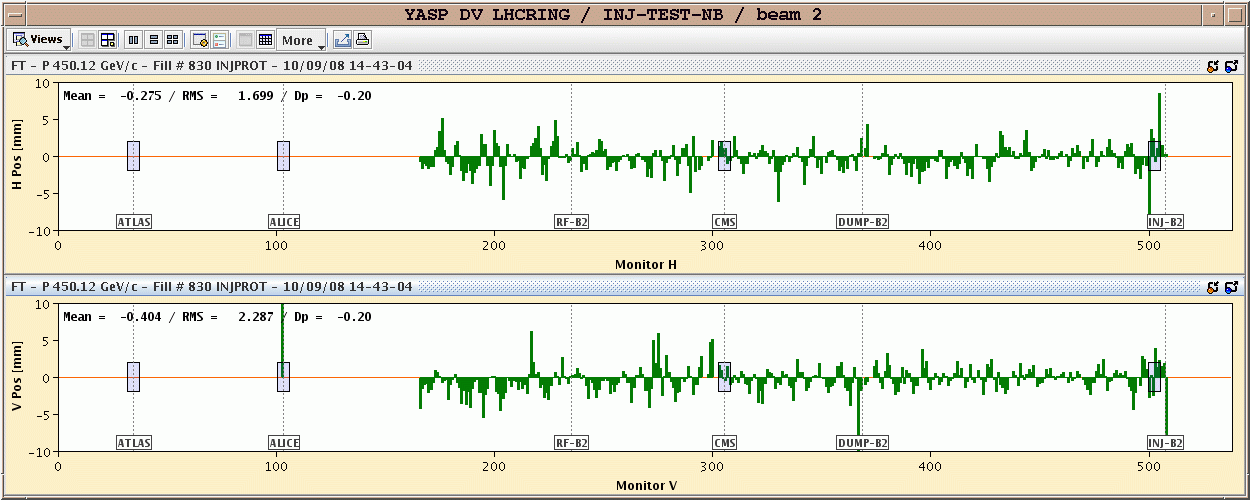 YASP DV LHCRING / INJ-TEST-NB / beam 2
Views More
FT - P 450.12 GeV/c - Fill # 830 INJPROT - 10/09/08 14-43-04
Mean = -0.275 / RMS = 1.699 / Dp = -0.20
H Pos [mm]
10
5
0
-5
-10
ATLAS ALICE RF-B2 CMS DUMP-B2 INJ-B2
0 100 200 300 400 500
Monitor H
FT - P 450.12 GeV/c - Fill # 830 INJPROT - 10/09/08 14-43-04
Mean = -0.404 / RMS = 2.287 / Dp = -0.20
V Pos [mm]
10
5
0
-5
-10
ATLAS ALICE RF-B2 CMS DUMP-B2 INJ-B2
0 100 200 300 400 500
Monitor V